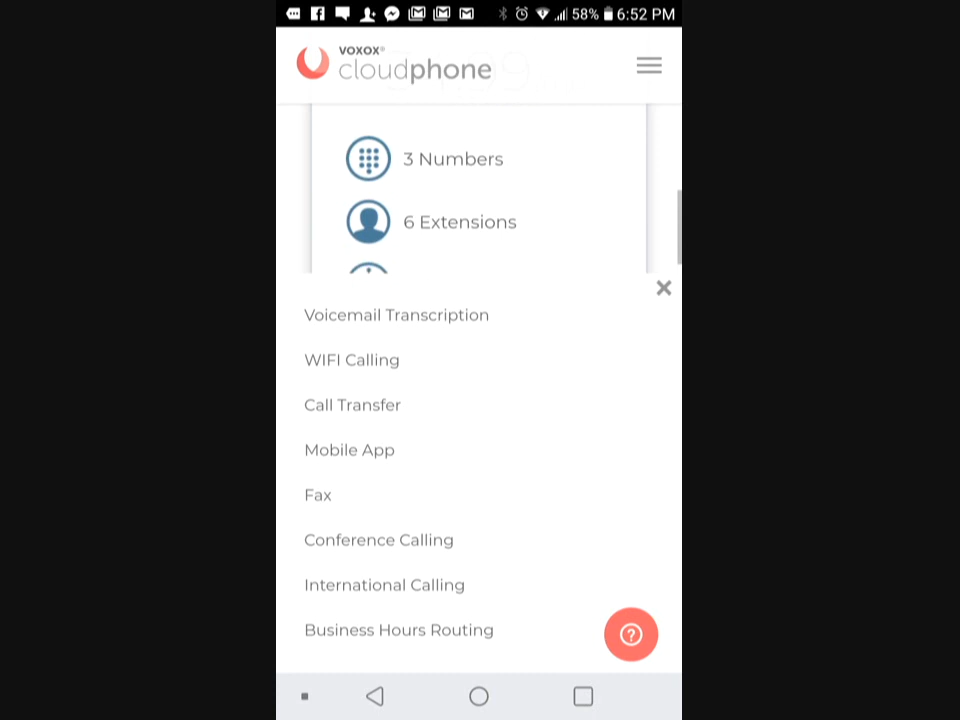 58% 6:52 PM
VOXOX®
cloudphone
3 Numbers
6 Extensions
Voicemail Transcription
WIFI Calling
Call Transfer
Mobile App
Fax
Conference Calling
International Calling
Business Hours Routing